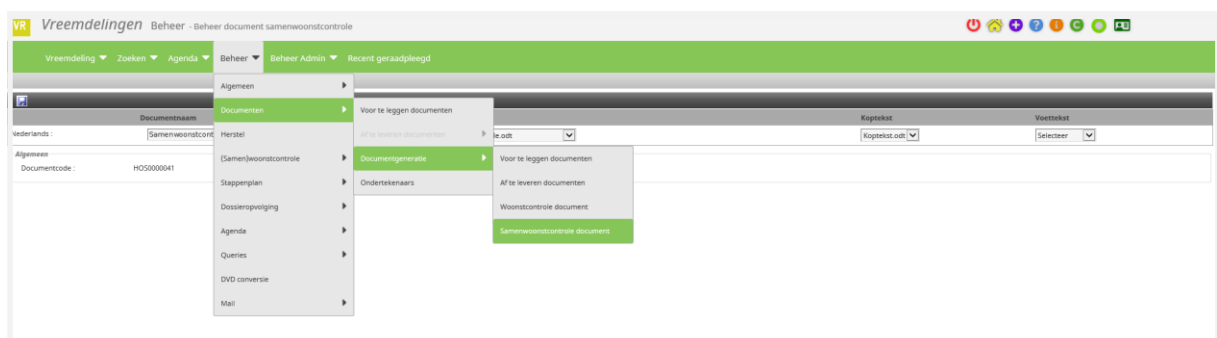 VR Vreemdelingen Beheer - Beheer document samenwoonstcontrole
Vreemdeling Zoeken Agenda Beheer Beheer Admin Recent geraadpleegd
Algemeen
Documenten
Herstel
(Samen)woonstcontrole
Stappenplan
Dossieropvolging
Agenda
Queries
DVD conversie
Mail
Voor te leggen documenten
Af te leveren documenten
Documentgeneratie
Ondertekenaars
Voor te leggen documenten
Af te leveren documenten
Woonstcontrole document
Samenwoonstcontrole document
Documentnaam Koptekst Voettekst
Nederlands : Samenwoonstcont le.odt Koptekst.odt Selecteer
Algemeen
Documentcode : HOS0000041